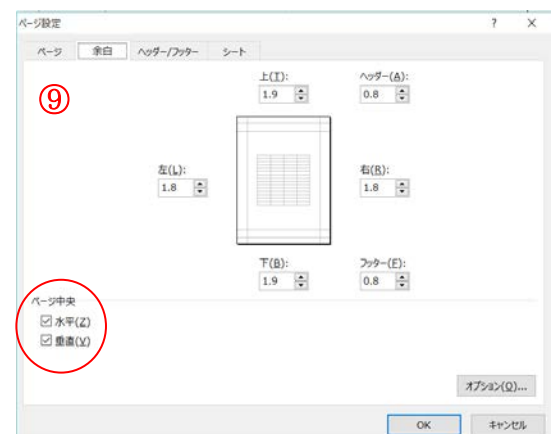 ページ設定 ? ×
ページ 余白 ヘッダー/フッター シート
⑨
上(T): ヘッダー(A):
1.9 0.8
左(L): 右(R):
1.8 1.8
下(B): フッター(F):
1.9 0.8
ページ中央
水平(Z)
垂直(V)
オプション(O)...
OK キャンセル